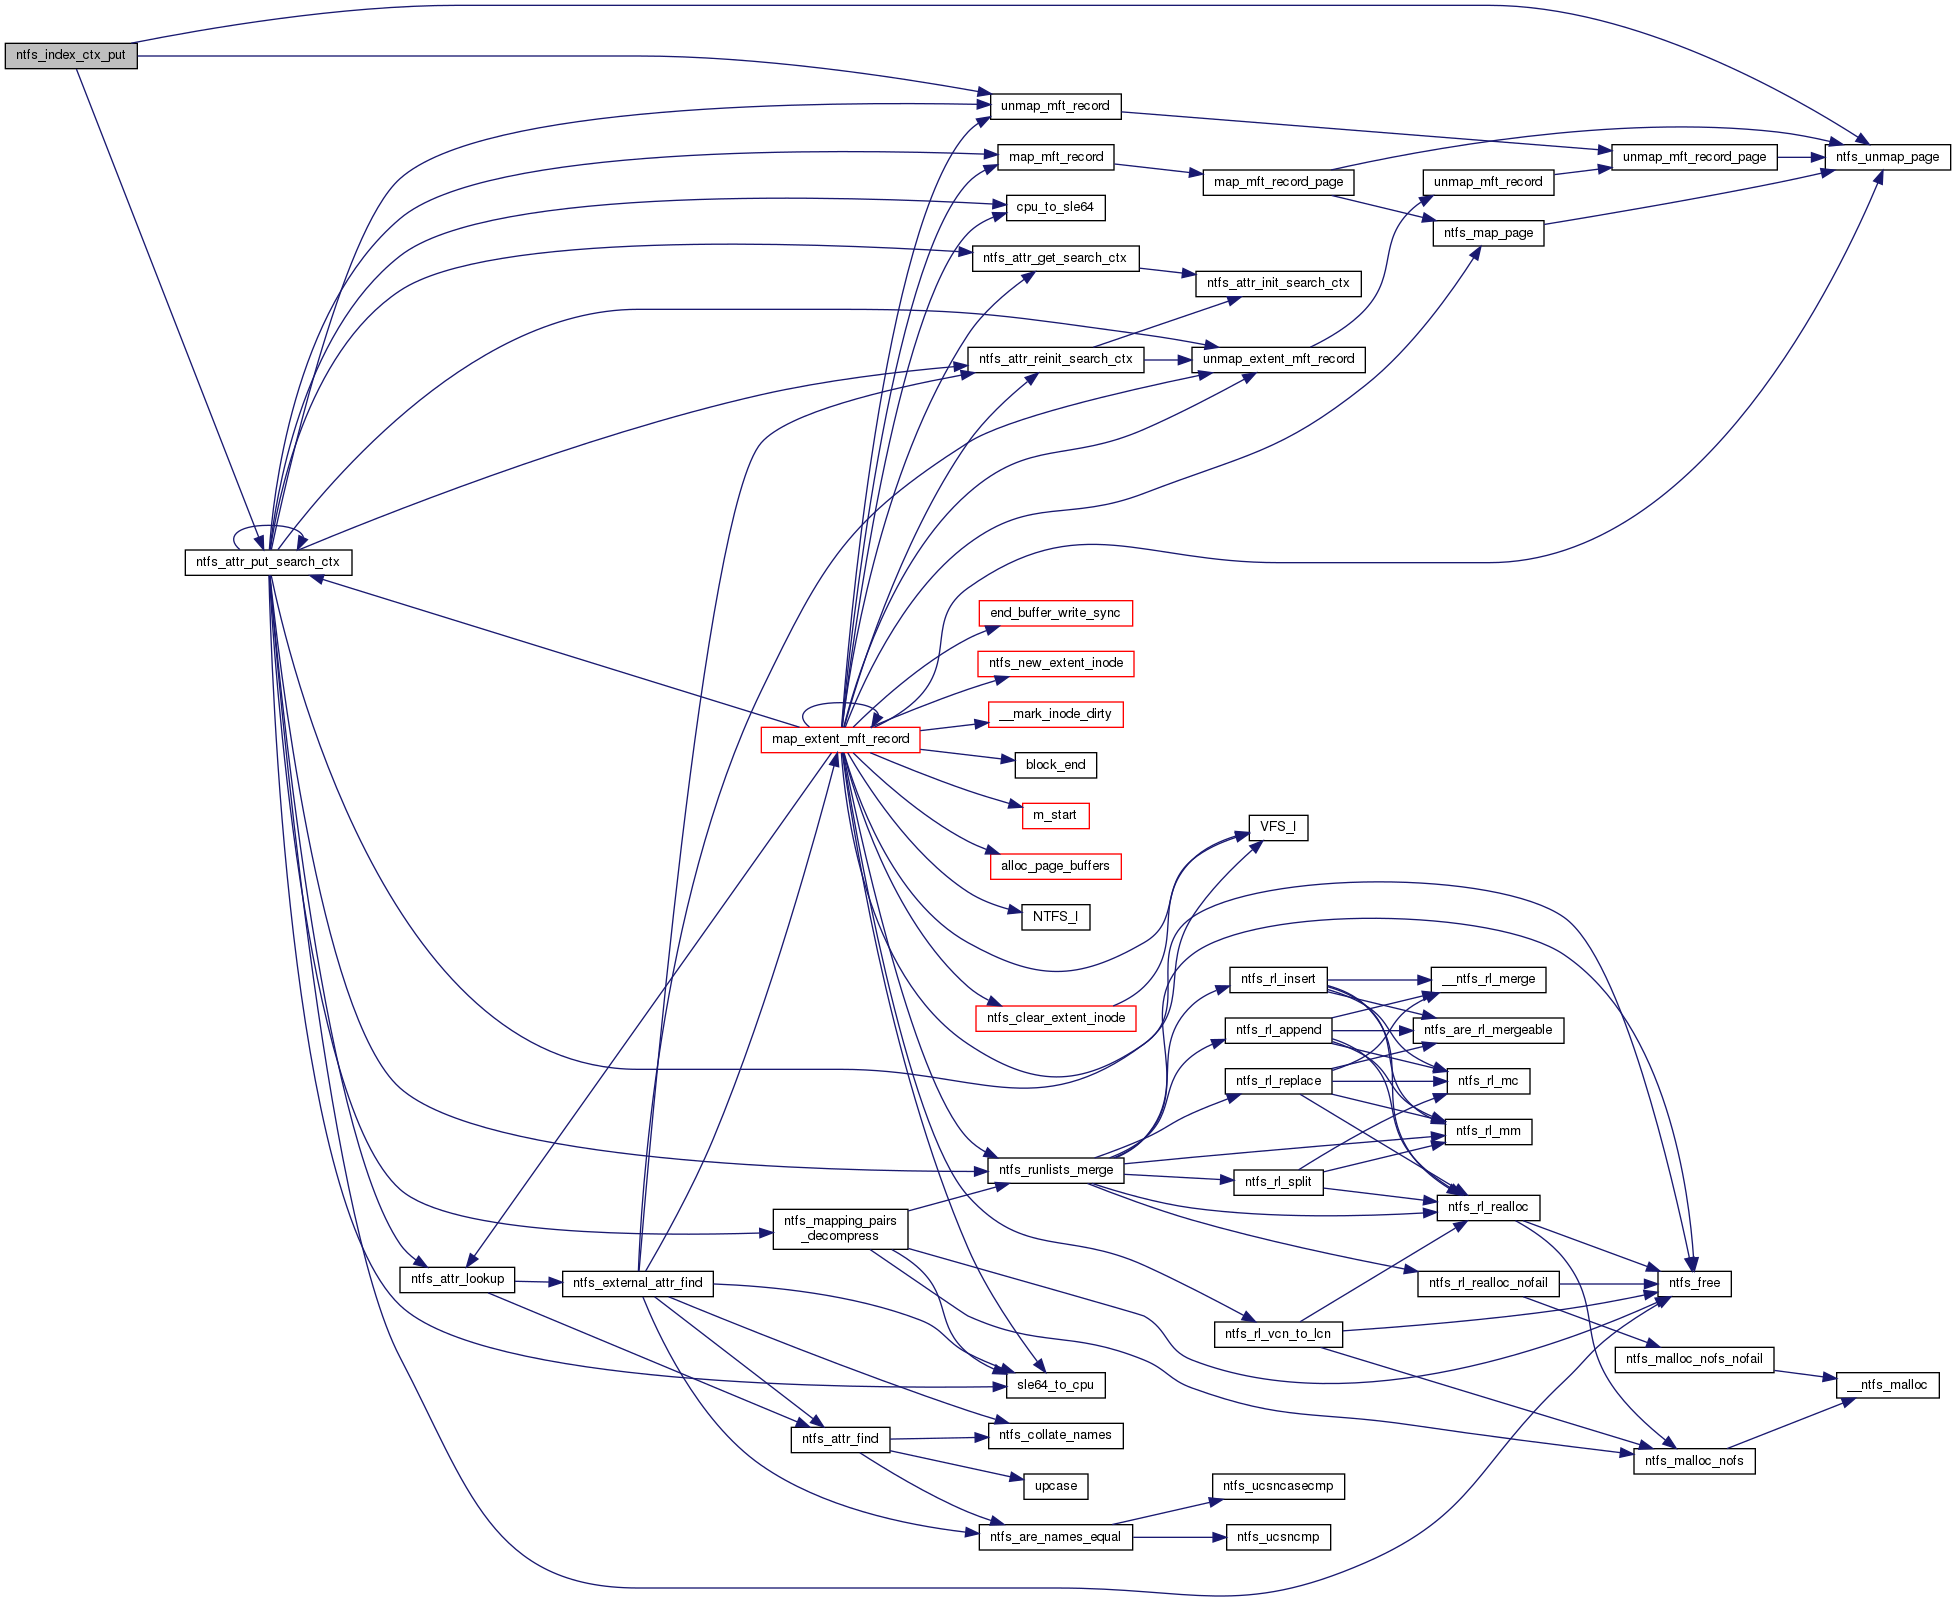 ntfs_index_ctx_put
unmap_mft_record
map_mft_record
unmap_mft_record_page
ntfs_unmap_page
map_mft_record_page
unmap_mft_record
cpu_to_sle64
ntfs_map_page
ntfs_attr_get_search_ctx
ntfs_attr_init_search_ctx
ntfs_attr_reinit_search_ctx
unmap_extent_mft_record
ntfs_attr_put_search_ctx
end_buffer_write_sync
ntfs_new_extent_inode
__mark_inode_dirty
map_extent_mft_record
block_end
m_start
VFS_I
alloc_page_buffers
NTFS_I
ntfs_rl_insert
__ntfs_rl_merge
ntfs_clear_extent_inode
ntfs_rl_append
ntfs_are_rl_mergeable
ntfs_rl_replace
ntfs_rl_mc
ntfs_rl_mm
ntfs_runlists_merge
ntfs_rl_split
ntfs_rl_realloc
ntfs_mapping_pairs
_decompress
ntfs_attr_lookup
ntfs_external_attr_find
ntfs_rl_realloc_nofail
ntfs_free
ntfs_rl_vcn_to_lcn
ntfs_malloc_nofs_nofail
sle64_to_cpu
__ntfs_malloc
ntfs_attr_find
ntfs_collate_names
ntfs_malloc_nofs
upcase
ntfs_ucsncasecmp
ntfs_are_names_equal
ntfs_ucsncmp